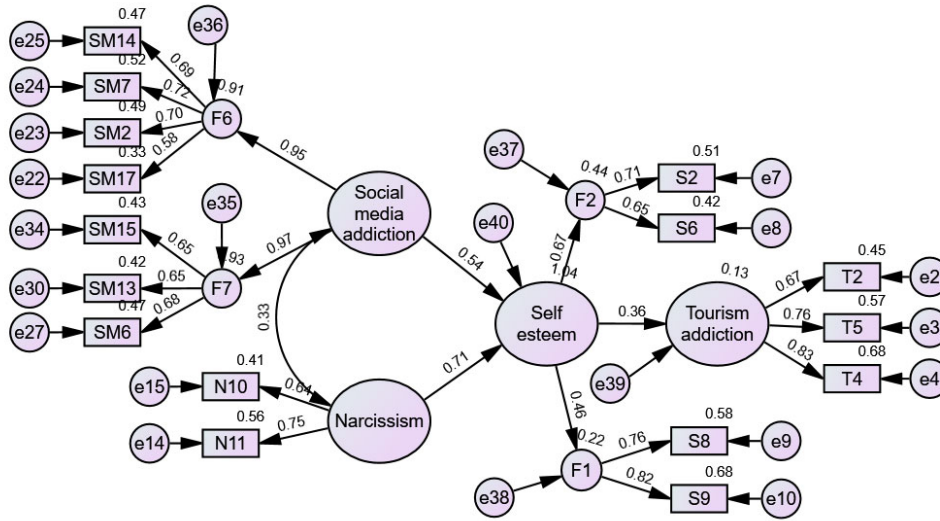 0.47
e36
e25
SM14
0.69
0.52
e24
SM7
0.72
0.91
0.49
e23
SM2
0.70
F6
0.33
0.58
e22
SM17
0.95
0.43
e35
e34
SM15
0.65
Social
media
addiction
0.97
.93
0.42
e30
SM13
0.65
F7
0.47
0.68
e27
SM6
0.33
0.54
e40
e37
0.44
0.71
0.51
S2
e7
F2
0.65
0.42
S6
e8
0.67
1.04
Self
esteem
0.36
0.13
Tourism
addiction
e39
0.67
0.45
T2
e2
0.76
0.57
T5
e3
0.83
0.68
T4
e4
0.71
0.41
e15
N10
0.64
Narcissism
0.56
e14
N11
0.75
0.46
0.22
0.76
0.58
S8
e9
F1
e38
0.82
0.68
S9
e10